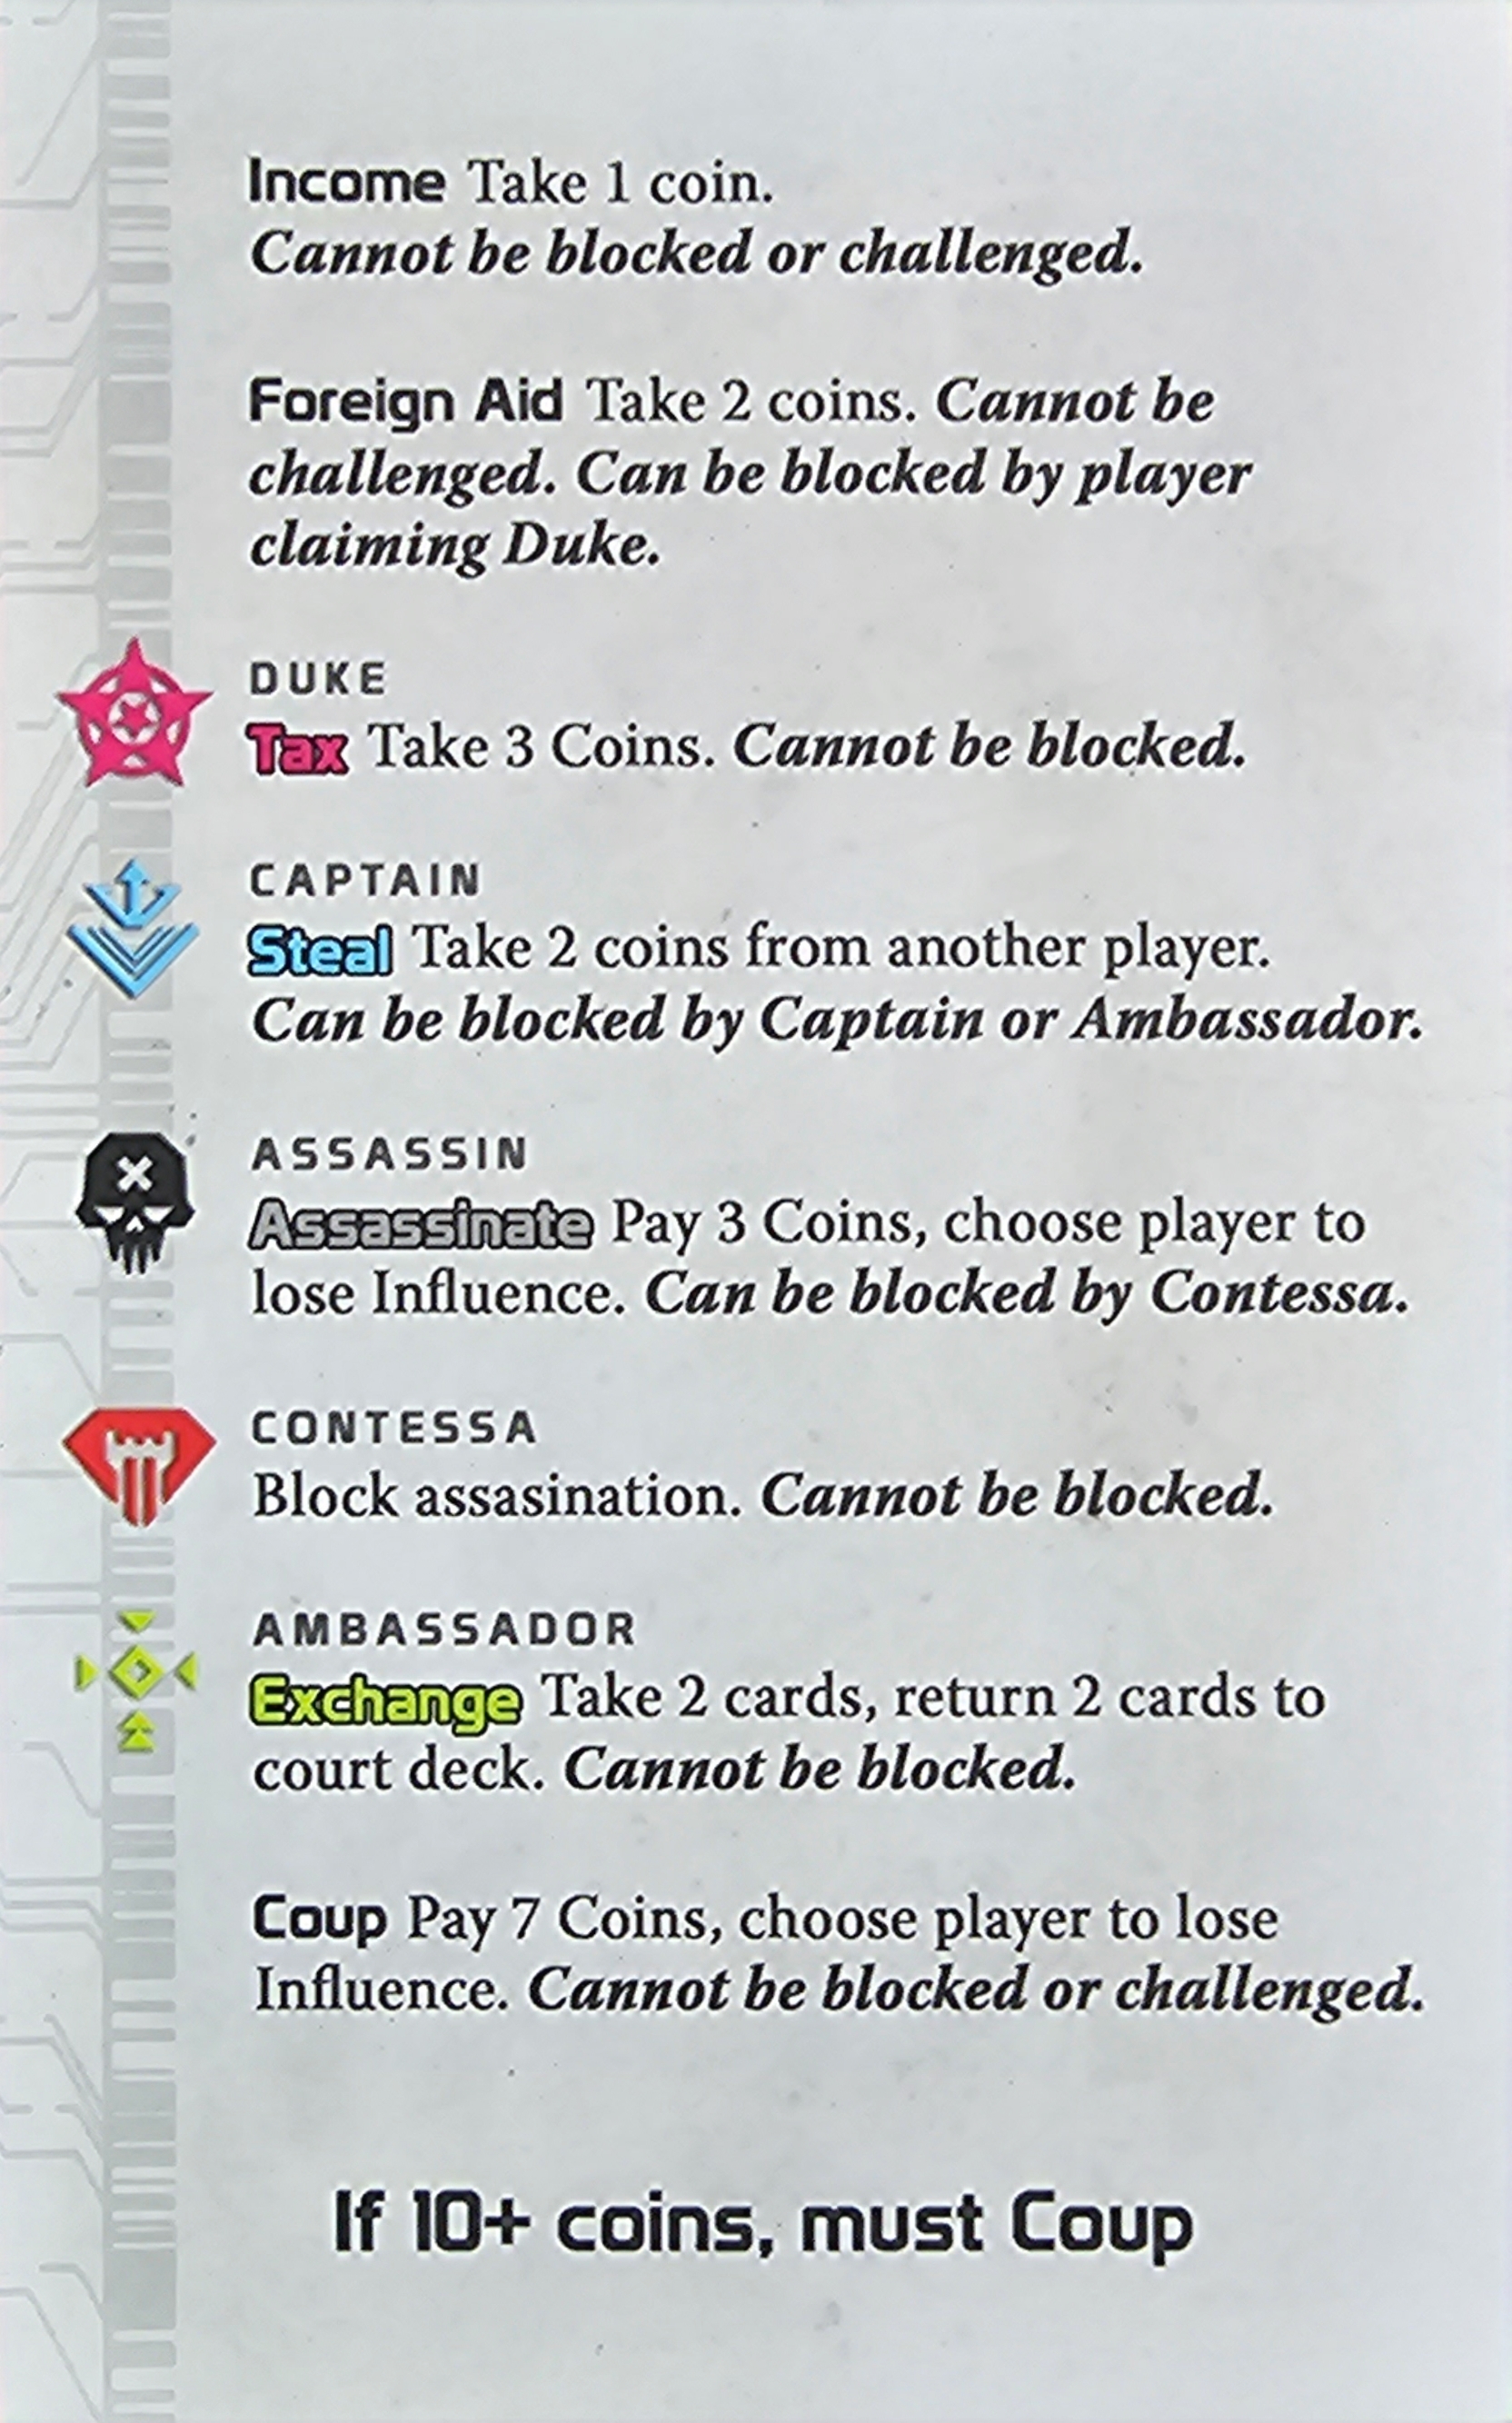 Income Take 1 coin.
Cannot be blocked or challenged.
Foreign Aid Take 2 coins. Cannot be
challenged. Can be blocked by player
claiming Duke.
DUKE
Tax Take 3 Coins. Cannot be blocked.
CAPTAIN
Steal Take 2 coins from another player.
Can be blocked by Captain or Ambassador.
ASSASSIN
Assassinate Pay 3 Coins, choose player to
lose Influence. Can be blocked by Contessa.
CONTESSA
Block assasination. Cannot be blocked.
AMBASSADOR
Exchange Take 2 cards, return 2 cards to
court deck. Cannot be blocked.
Coup Pay 7 Coins, choose player to lose
Influence. Cannot be blocked or challenged.
If 10+ coins, must Coup